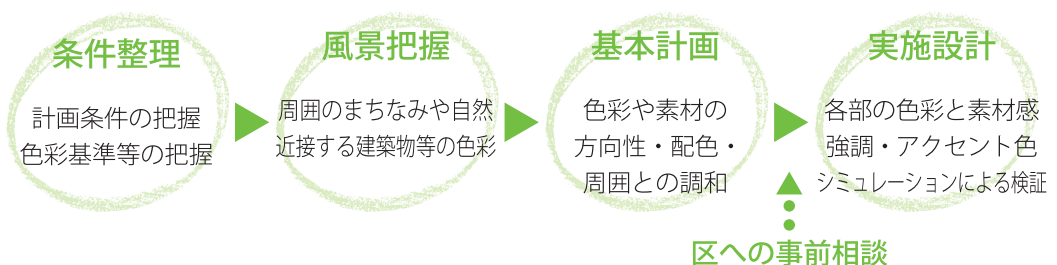 条件整理
計画条件の把握
色彩基準等の把握
風景把握
周囲のまちなみや自然
近接する建築物等の色彩
基本計画
色彩や素材の
方向性・配色・
周囲との調和
実施設計
各部の色彩と素材感
強調・アクセント色
シミュレーションによる検証
区への事前相談